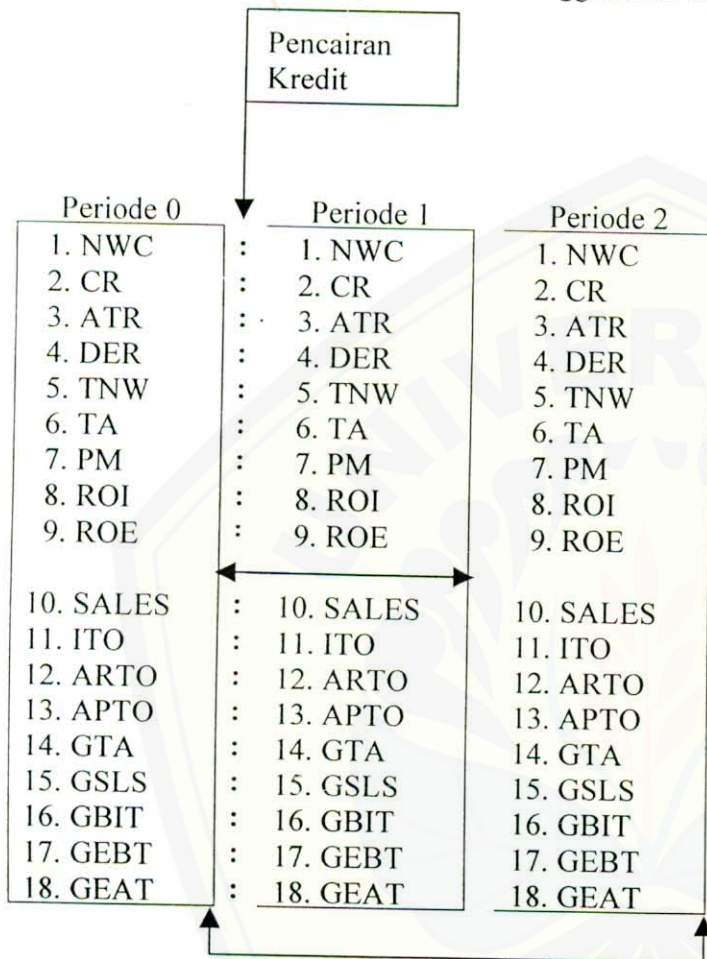 Pencairan
Kredit
Periode 0 Periode 1 Periode 2
1. NWC : 1. NWC 1. NWC
2. CR : 2. CR 2. CR
3. ATR : 3. ATR 3. ATR
4. DER : 4. DER 4. DER
5. TNW : 5. TNW 5. TNW
6. TA : 6. TA 6. TA
7. PM : 7. PM 7. PM
8. ROI : 8. ROI 8. ROI
9. ROE : 9. ROE 9. ROE
10. SALES : 10. SALES 10. SALES
11. ITO : 11. ITO 11. ITO
12. ARTO : 12. ARTO 12. ARTO
13. APTO : 13. APTO 13. APTO
14. GTA : 14. GTA 14. GTA
15. GSLS : 15. GSLS 15. GSLS
16. GBIT : 16. GBIT 16. GBIT
17. GEBT : 17. GEBT 17. GEBT
18. GEAT : 18. GEAT 18. GEAT